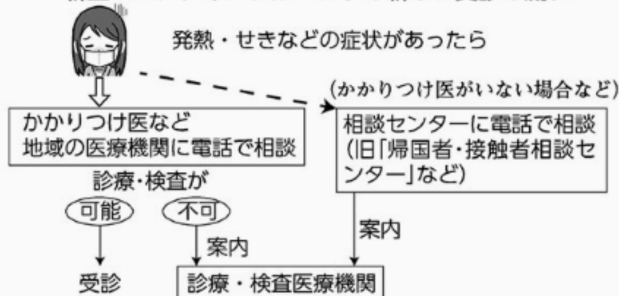 発熱・せきなどの症状があったら
(かかりつけ医がいない場合など)
かかりつけ医など
地域の医療機関に電話で相談
相談センターに電話で相談
(旧「帰国者・接触者相談セ
ンター」など)
診療・検査が
可能
不可
案内
案内
受診
診療・検査医療機関